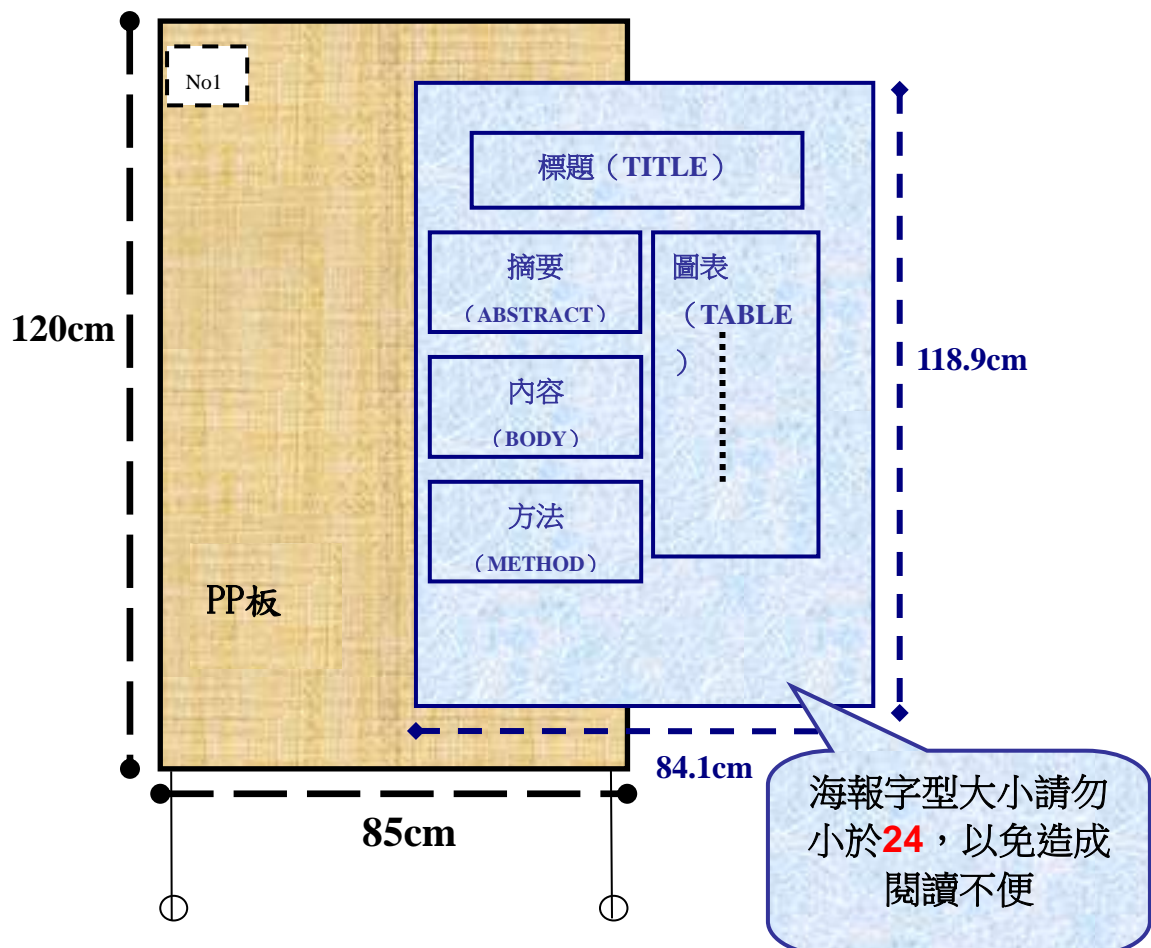 No1
標題（TITLE）
摘要
（ABSTRACT）
圖表
（TABLE
）
內容
（BODY）
方法
（METHOD）
PP板
120cm
118.9cm
84.1cm
85cm
海報字型大小請勿
小於24，以免造成
閱讀不便